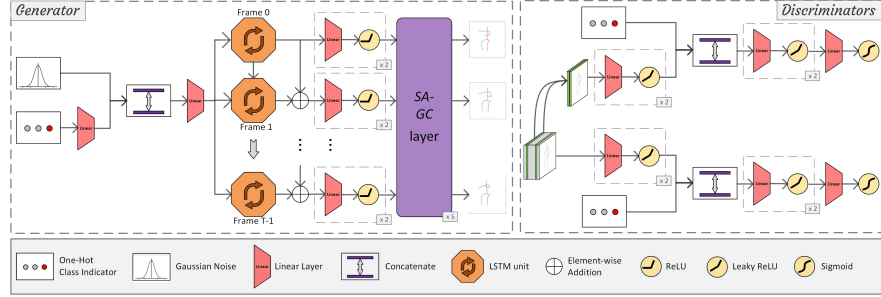 Generator
Discriminators
Frame 0
Linear
x 2
Linear
Linear
Frame 1
Linear
x 2
SA-
GC
layer
x 5
Frame T-1
Linear
x 2
Linear
x 2
Linear
x 2
Linear
Linear
x 2
Linear
x 2
Linear
One-Hot
Class Indicator
Gaussian Noise
Linear
Linear Layer
Concatenate
LSTM unit
Element-wise
Addition
ReLU
Leaky ReLU
Sigmoid